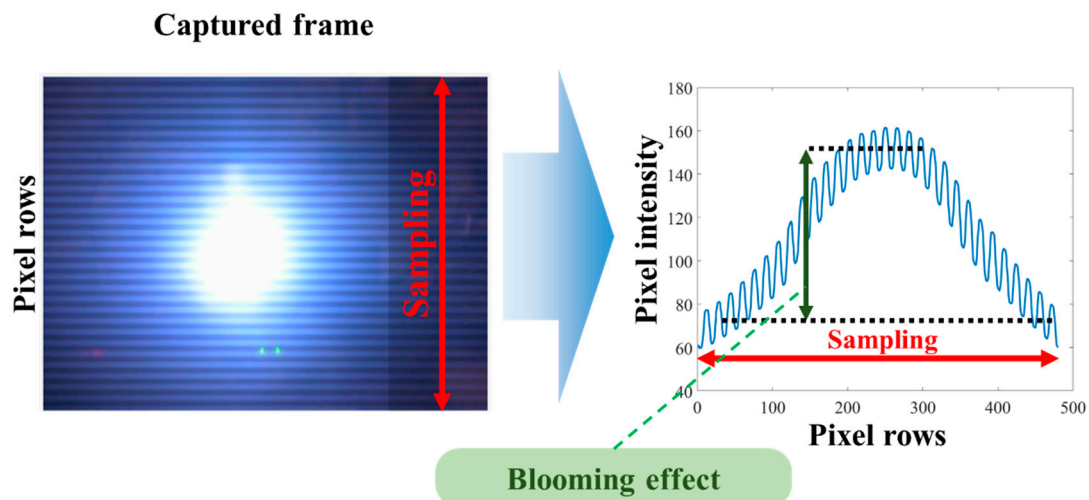 Captured frame
Pixel rows
Sampling
180
160
140
120
100
80
60
40
Pixel intensity
Sampling
0
100
200
300
400
500
Pixel rows
Blooming effect